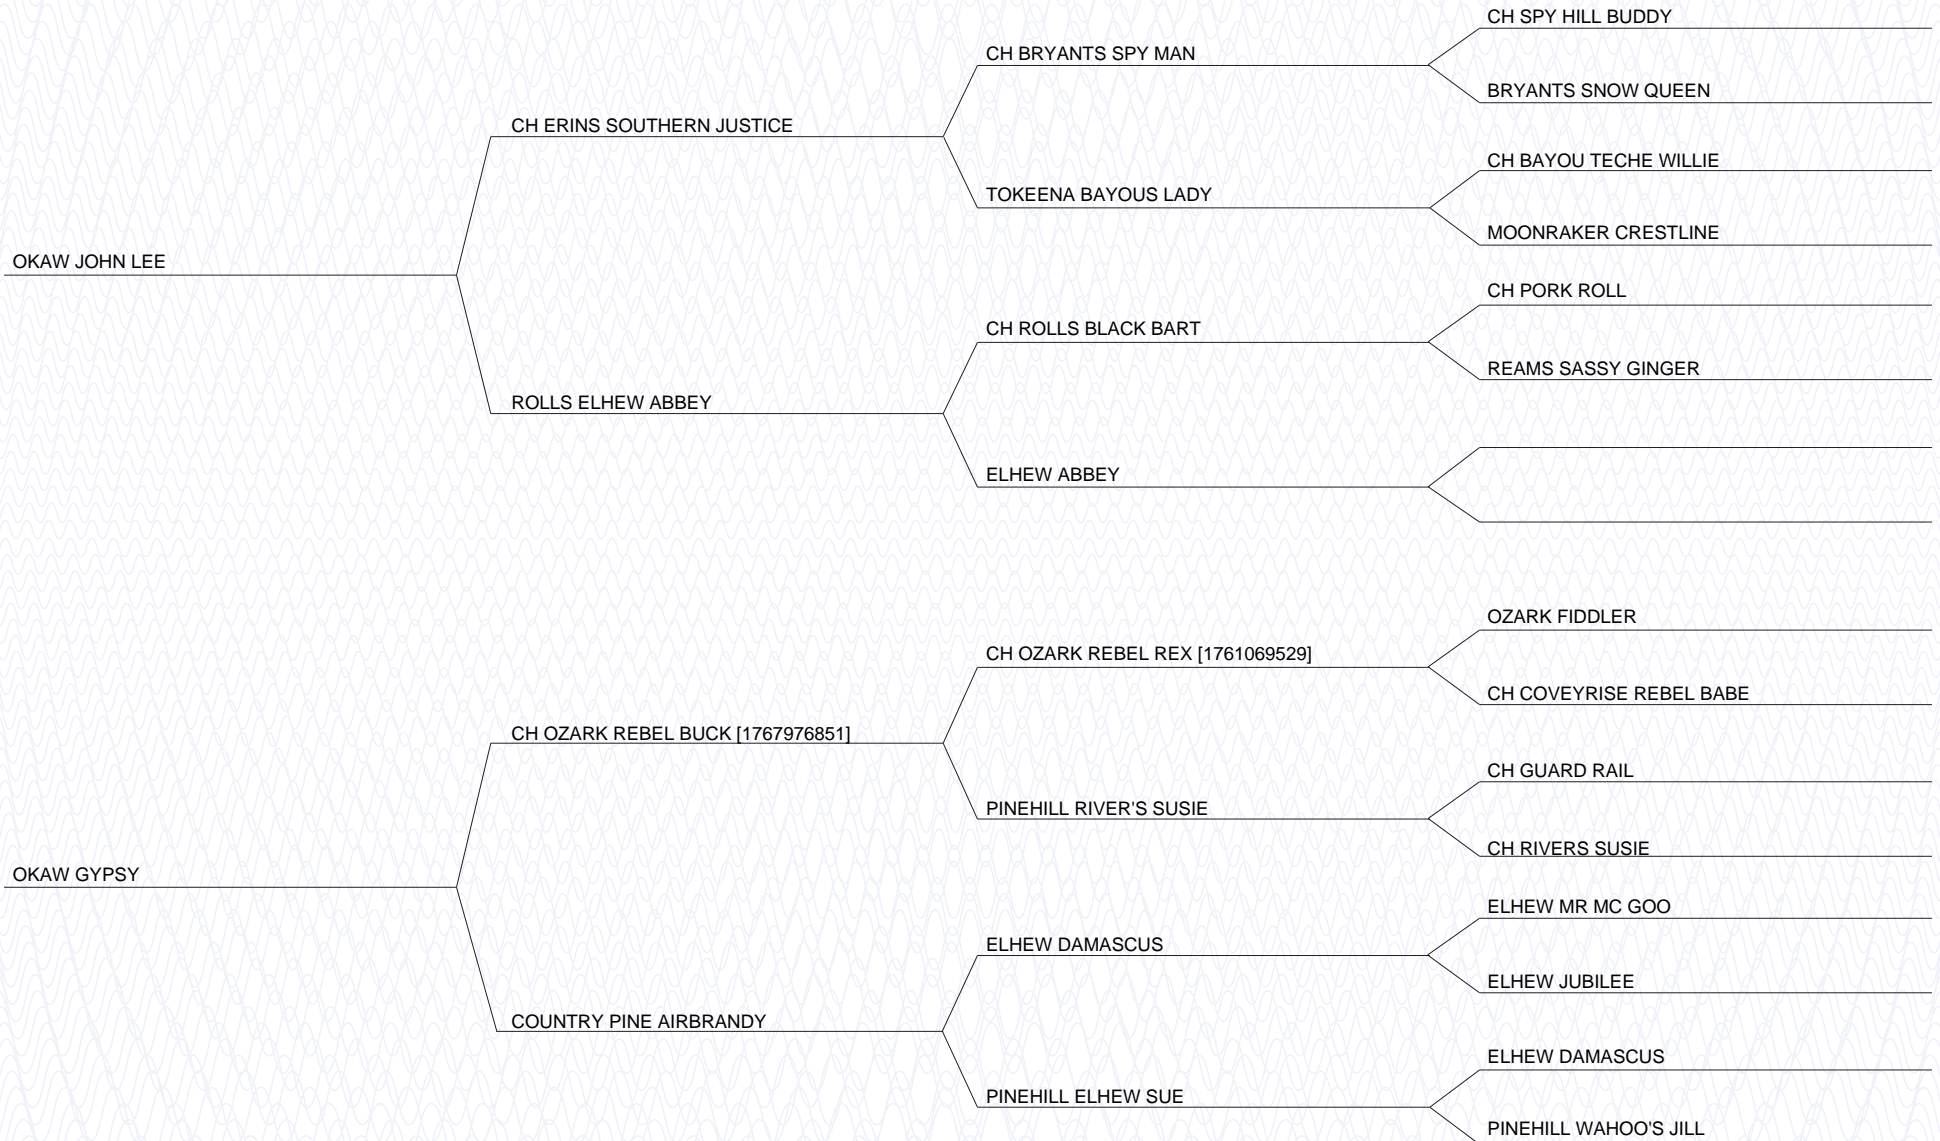 CH SPY HILL BUDDY
CH BRYANTS SPY MAN
BRYANTS SNOW QUEEN
CH ERINS SOUTHERN JUSTICE
CH BAYOU TECHE WILLIE
TOKEENA BAYOUS LADY
MOONRAKER CRESTLINE
OKAW JOHN LEE
CH PORK ROLL
CH ROLLS BLACK BART
REAMS SASSY GINGER
ROLLS ELHEW ABBEY
ELHEW ABBEY
OZARK FIDDLER
CH OZARK REBEL REX [1761069529]
CH COVEYRISE REBEL BABE
CH OZARK REBEL BUCK [1767976851]
CH GUARD RAIL
PINEHILL RIVER'S SUSIE
CH RIVERS SUSIE
OKAW GYPSY
ELHEW MR MC GOO
ELHEW DAMASCUS
ELHEW JUBILEE
COUNTRY PINE AIRBRANDY
ELHEW DAMASCUS
PINEHILL ELHEW SUE
PINEHILL WAHOO'S JILL